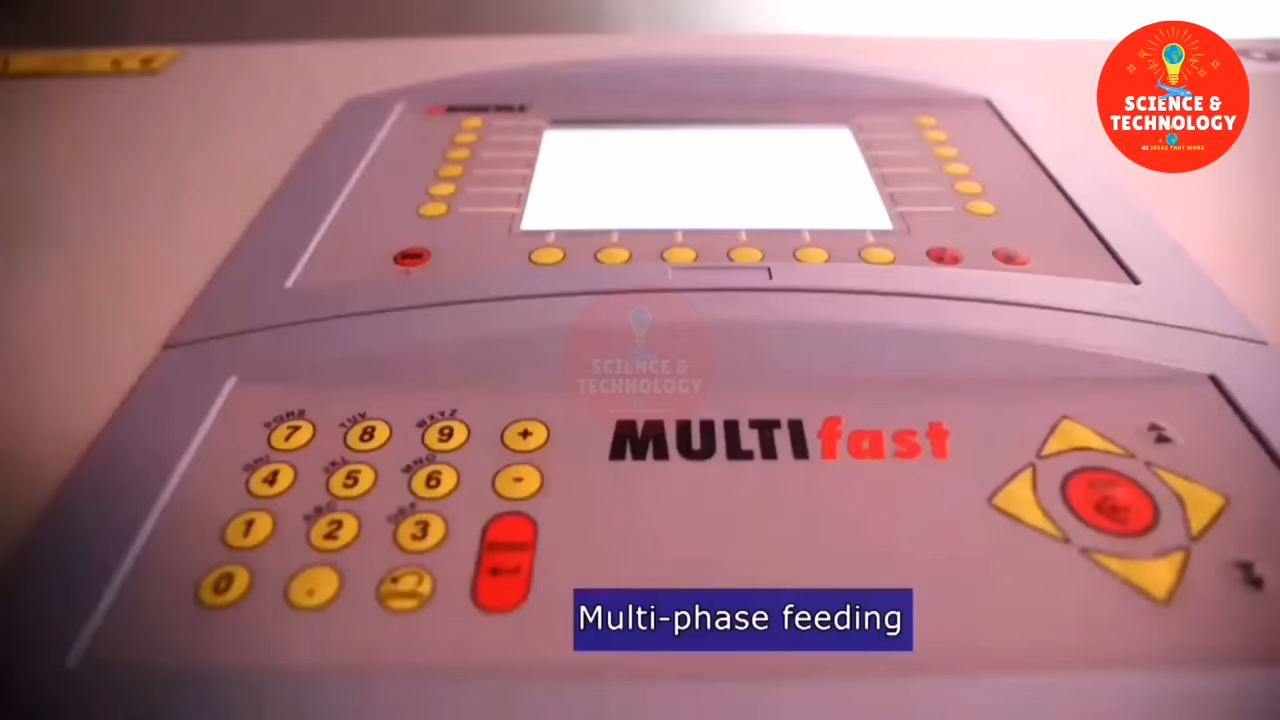 SCIENCE &
TECHNOLOGY
SCIENCE &
TECHNOLOGY
PQRS TUV WXYZ
7 8 9 +
GHI JKL MNO
4 5 6 -
ABC DEF
1 2 3
0 .
MULTIfast
Multi-phase feeding